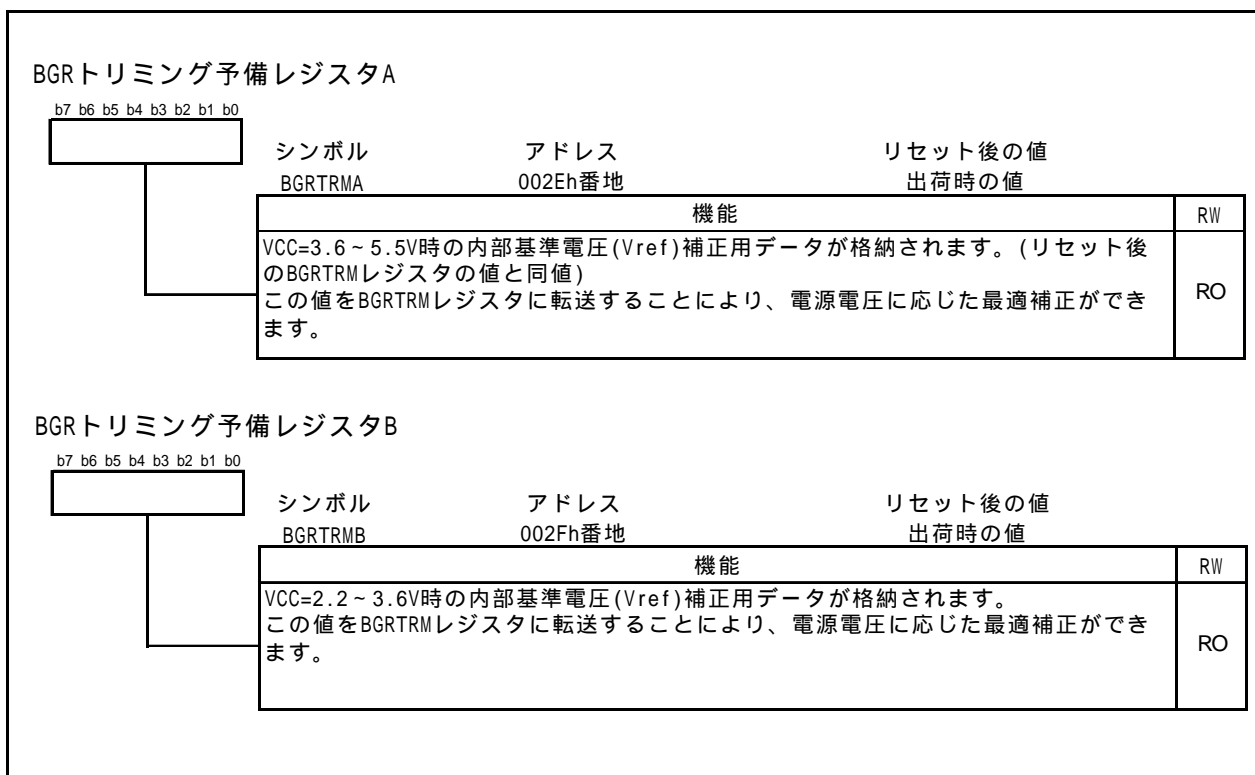 BGRトリミング予備レジスタA
b7 b6 b5 b4 b3 b2 b1 b0
シンボル アドレス リセット後の値
BGRTRMA 002Eh番地 出荷時の値
機能 RW
VCC=3.6～5.5V時の内部基準電圧(Vref)補正用データが格納されます。(リセット後
のBGRTRMレジスタの値と同値)
この値をBGRTRMレジスタに転送することにより、電源電圧に応じた最適補正ができ
ます。
RO
BGRトリミング予備レジスタB
b7 b6 b5 b4 b3 b2 b1 b0
シンボル アドレス リセット後の値
BGRTRMB 002Fh番地 出荷時の値
機能 RW
VCC=2.2～3.6V時の内部基準電圧(Vref)補正用データが格納されます。
この値をBGRTRMレジスタに転送することにより、電源電圧に応じた最適補正ができ
ます。
RO